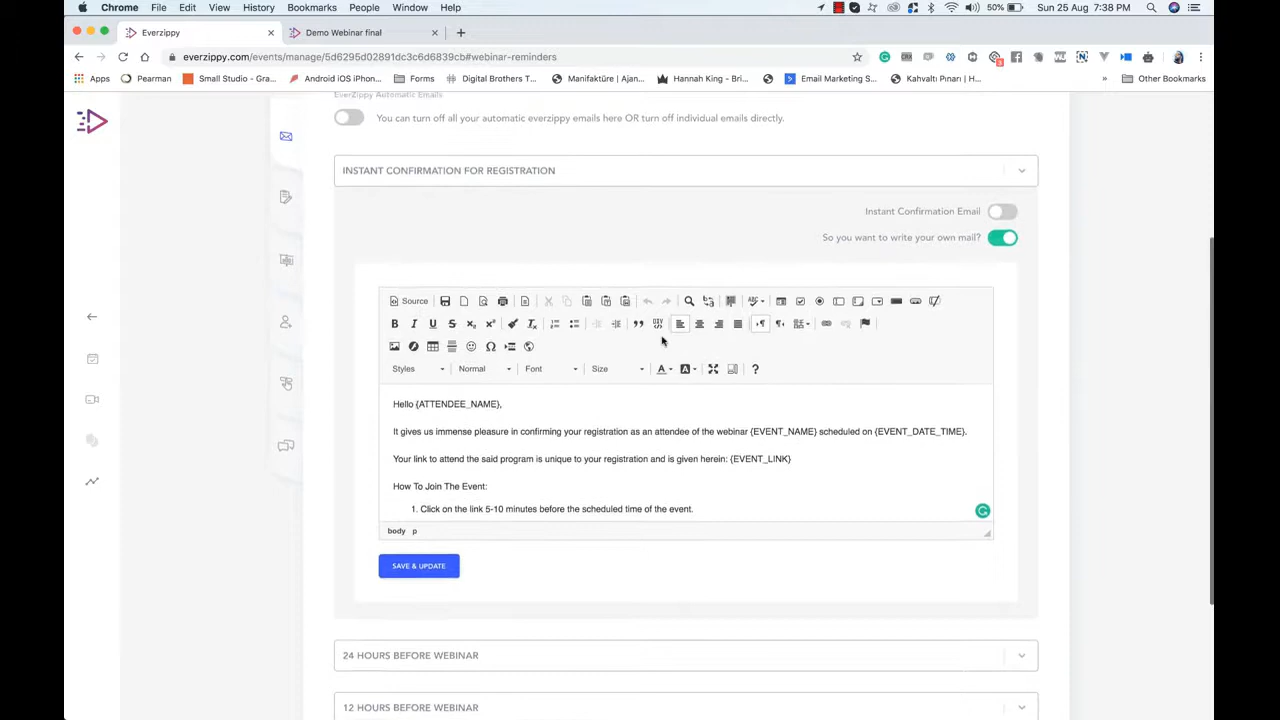 Chrome File Edit View History Bookmarks People Window Help 50% Sun 25 Aug 7:38 PM
Everzippy Demo Webinar final
everzippy.com/events/manage/5d6295d02871dc3c6d6839cb#webinar-reminders
Apps Pearman Small Studio - Gra... Android iOS iPhon... Forms Digital Brothers T... Manifaktüre | Ajan... Hannah King - Bri... Email Marketing S... Kahvaltı Pınarı | H... » Other Bookmarks
EverZippy Automatic Emails
You can turn off all your automatic everzippy emails here OR turn off individual emails directly.
INSTANT CONFIRMATION FOR REGISTRATION
Instant Confirmation Email
So you want to write your own mail?
Source
Styles Normal Font Size A A ?
Hello {ATTENDEE_NAME},
It gives us immense pleasure in confirming your registration as an attendee of the webinar {EVENT_NAME} scheduled on {EVENT_DATE_TIME}.
Your link to attend the said program is unique to your registration and is given herein: {EVENT_LINK}
How To Join The Event:
1. Click on the link 5-10 minutes before the scheduled time of the event.
body p
SAVE & UPDATE
24 HOURS BEFORE WEBINAR
12 HOURS BEFORE WEBINAR